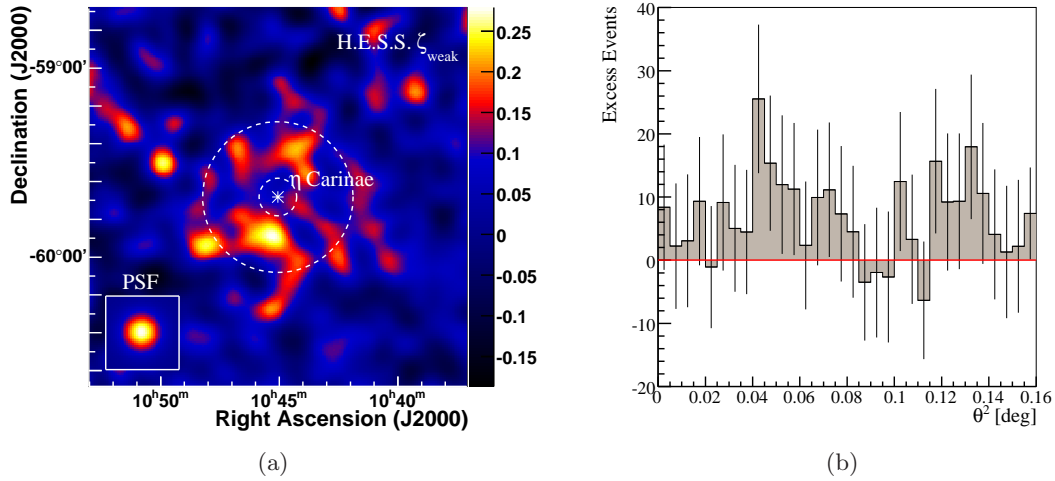 H.E.S.S. ζweak
η Carinae
PSF
Declination (J2000)
-59°00'
-60°00'
10h50m
10h45m
10h40m
Right Ascension (J2000)
0.25
0.2
0.15
0.1
0.05
0
-0.05
-0.1
-0.15
(a)
Excess Events
40
30
20
10
0
-10
-20
0
0.02
0.04
0.06
0.08
0.1
0.12
0.14
0.16
θ² [deg]
(b)